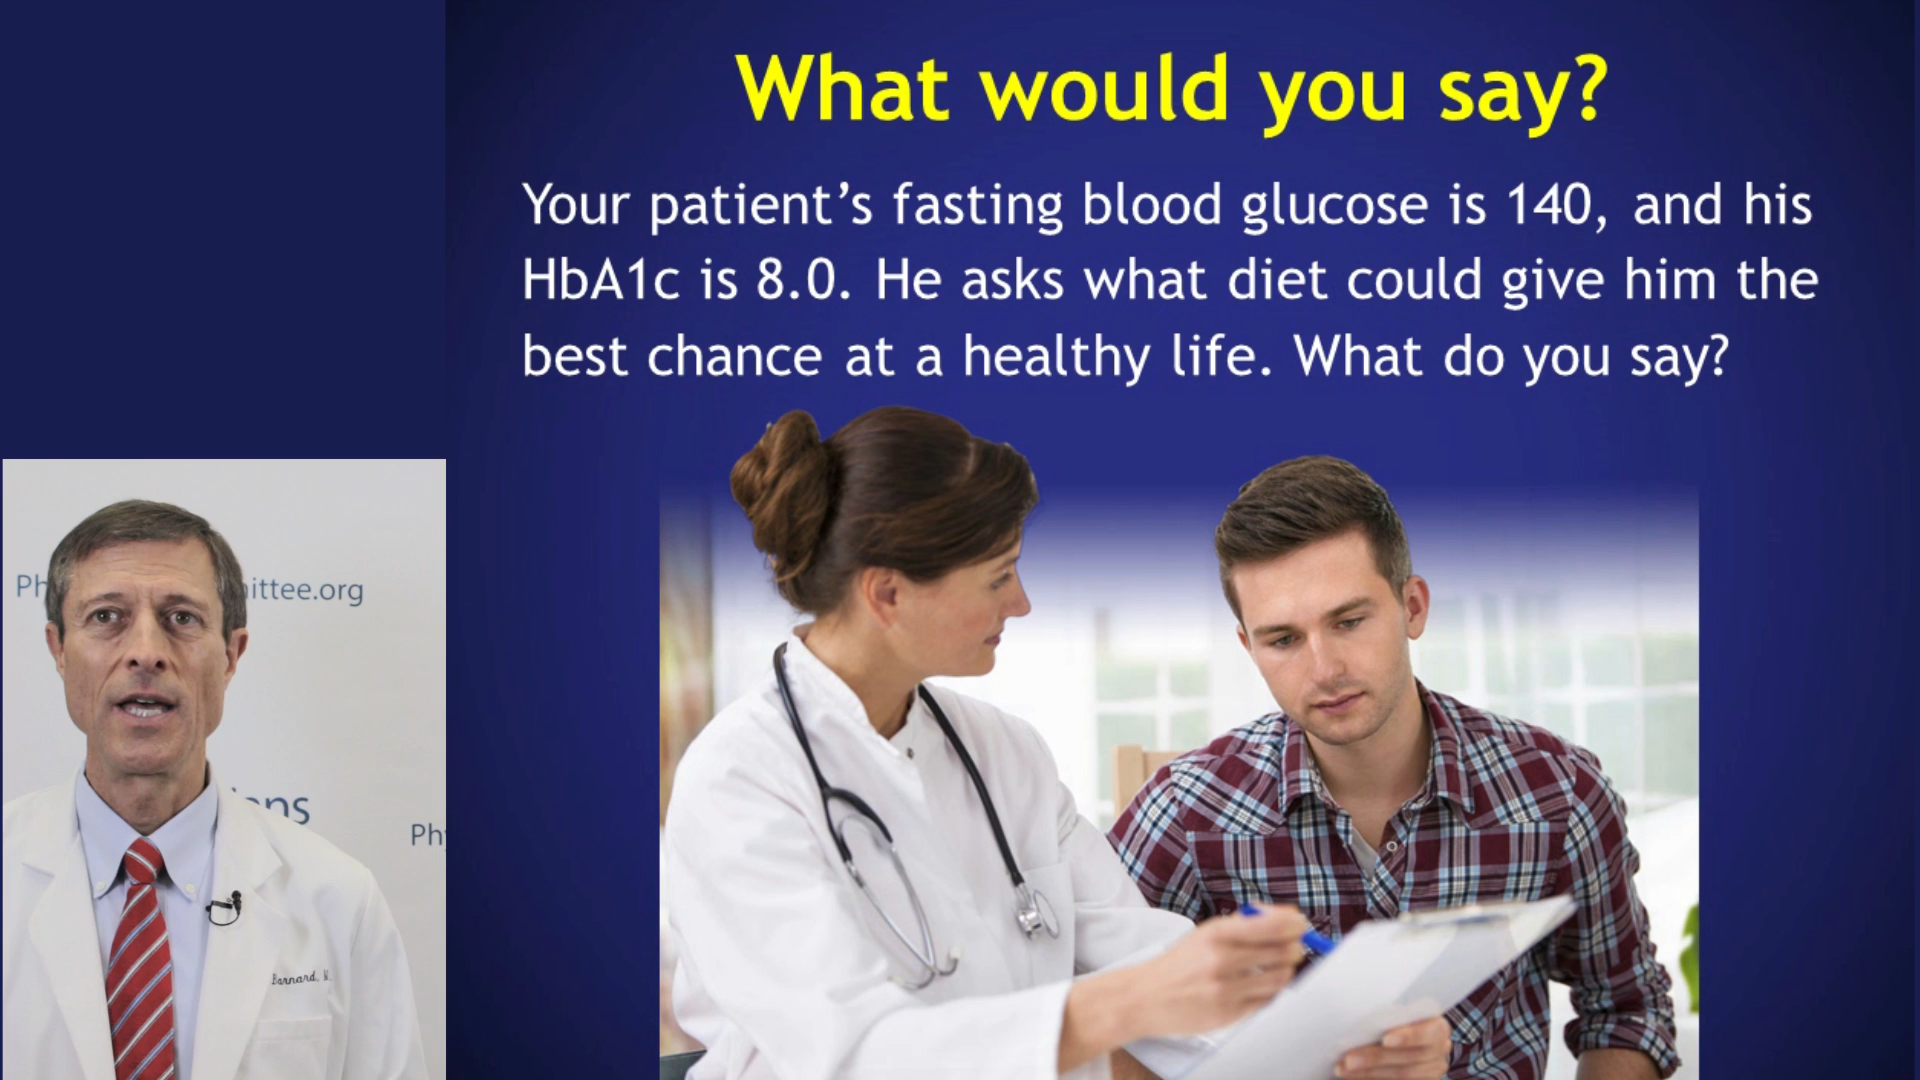 What would you say?
Your patient’s fasting blood glucose is 140, and his
HbA1c is 8.0. He asks what diet could give him the
best chance at a healthy life. What do you say?
Ph ittee.org
ans
Ph
Barnard, M.